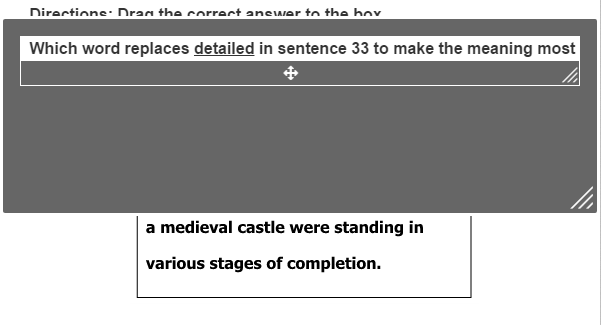 Directions: Drag the correct answer to the box
Which word replaces detailed in sentence 33 to make the meaning most
a medieval castle were standing in
various stages of completion.